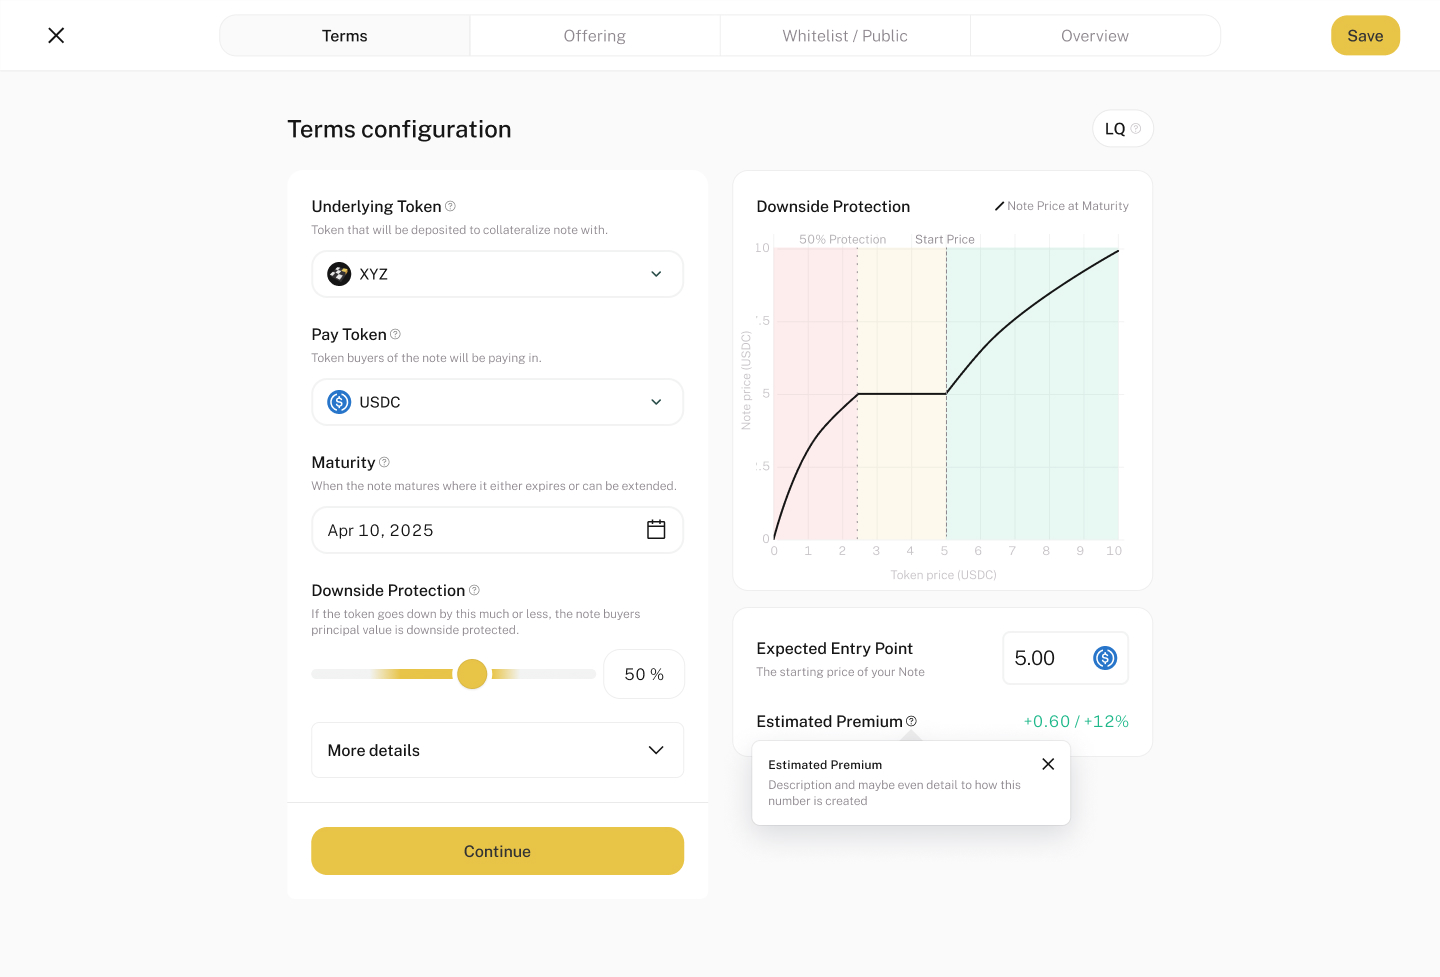 Terms
Offering
Whitelist / Public
Overview
Save
Terms configuration
LQ
Underlying Token
Token that will be deposited to collateralize note with.
XYZ
Pay Token
Token buyers of the note will be paying in.
USDC
Maturity
When the note matures where it either expires or can be extended.
Apr 10, 2025
Downside Protection
If the token goes down by this much or less, the note buyers
principal value is downside protected.
50 %
More details
Continue
Downside Protection
Note Price at Maturity
50% Protection
Start Price
10
.5
5
.5
0
Note price (USDC)
0 1 2 3 4 5 6 7 8 9 10
Token price (USDC)
Expected Entry Point
The starting price of your Note
5.00
Estimated Premium
+0.60 / +12%
Estimated Premium
Description and maybe even detail to how this
number is created